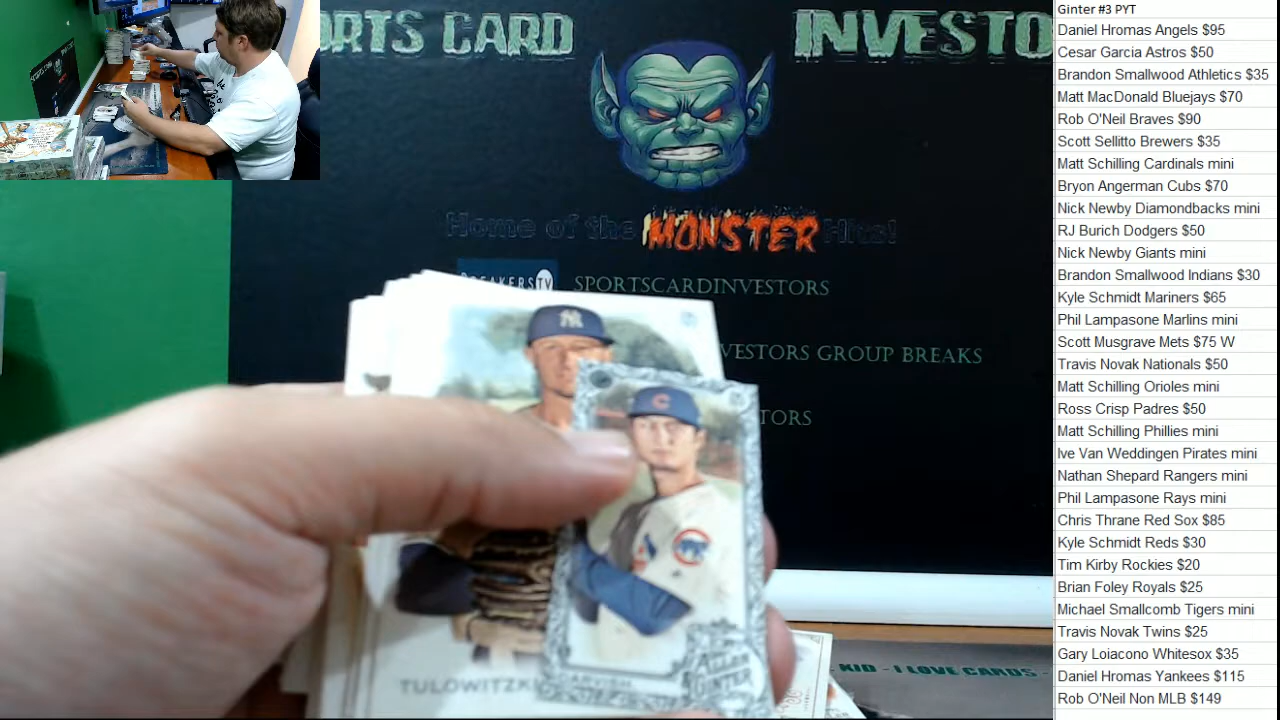 ORTS CARD INVESTO
Home of the MONSTER Hits!
BREAKERSTV SPORTSCARDINVESTORS
VESTORS GROUP BREAKS
TORS
TULOWITZK
ALLEN
GINTER
KID - I LOVE CARDS -
Ginter #3 PYT
Daniel Hromas Angels $95
Cesar Garcia Astros $50
Brandon Smallwood Athletics $35
Matt MacDonald Bluejays $70
Rob O'Neil Braves $90
Scott Sellitto Brewers $35
Matt Schilling Cardinals mini
Bryon Angerman Cubs $70
Nick Newby Diamondbacks mini
RJ Burich Dodgers $50
Nick Newby Giants mini
Brandon Smallwood Indians $30
Kyle Schmidt Mariners $65
Phil Lampasone Marlins mini
Scott Musgrave Mets $75 W
Travis Novak Nationals $50
Matt Schilling Orioles mini
Ross Crisp Padres $50
Matt Schilling Phillies mini
Ive Van Weddingen Pirates mini
Nathan Shepard Rangers mini
Phil Lampasone Rays mini
Chris Thrane Red Sox $85
Kyle Schmidt Reds $30
Tim Kirby Rockies $20
Brian Foley Royals $25
Michael Smallcomb Tigers mini
Travis Novak Twins $25
Gary Loiacono Whitesox $35
Daniel Hromas Yankees $115
Rob O'Neil Non MLB $149